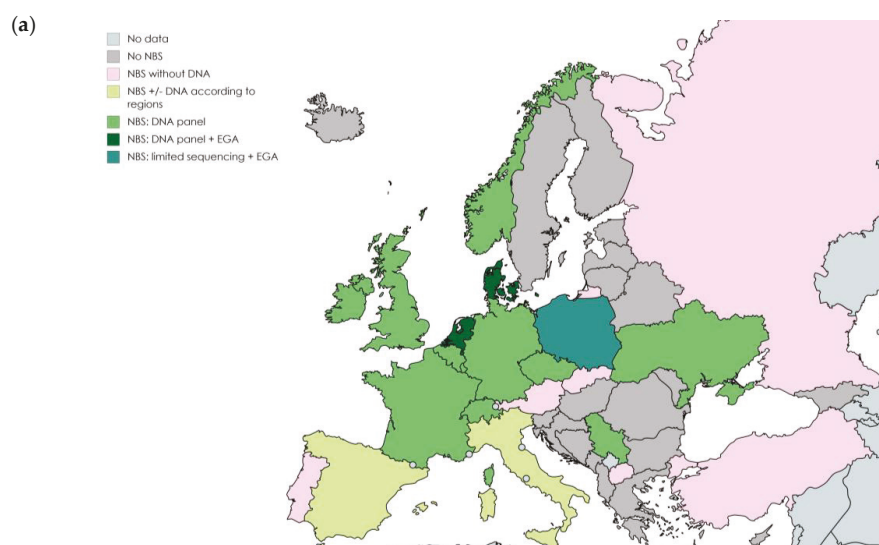 (a)
No data
No NBS
NBS without DNA
NBS +/- DNA according to
regions
NBS: DNA panel
NBS: DNA panel + EGA
NBS: limited sequencing + EGA